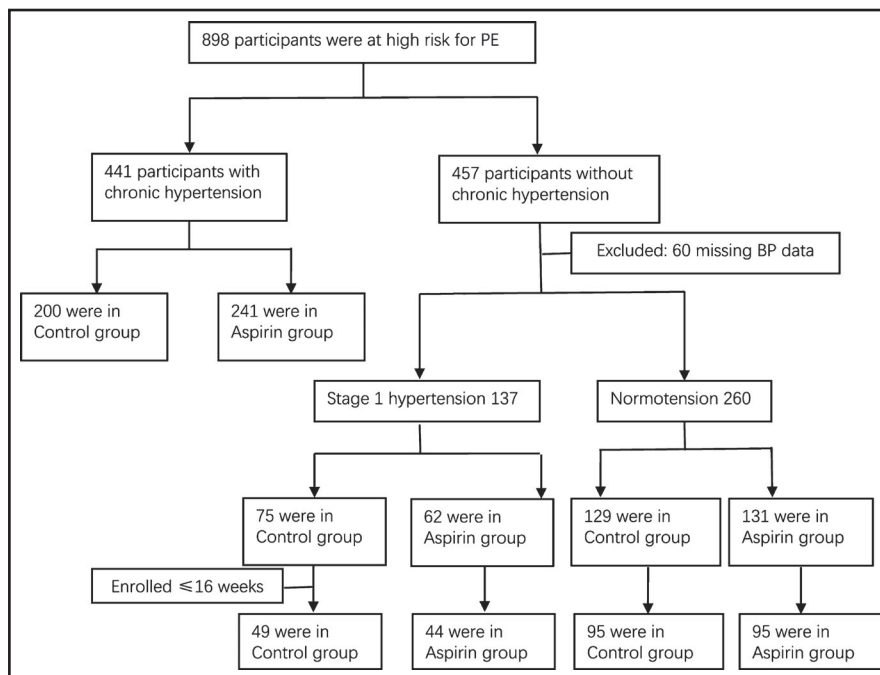 898 participants were at high risk for PE
441 participants with
chronic hypertension
457 participants without
chronic hypertension
Excluded: 60 missing BP data
200 were in
Control group
241 were in
Aspirin group
Stage 1 hypertension 137
Normotension 260
75 were in
Control group
62 were in
Aspirin group
129 were in
Control group
131 were in
Aspirin group
Enrolled ≤16 weeks
49 were in
Control group
44 were in
Aspirin group
95 were in
Control group
95 were in
Aspirin group